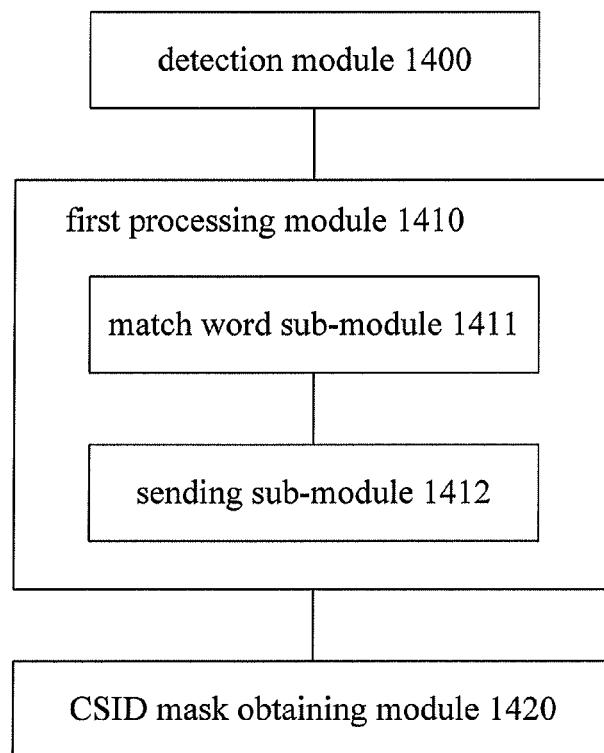 detection module 1400
first processing module 1410
match word sub-module 1411
sending sub-module 1412
CSID mask obtaining module 1420